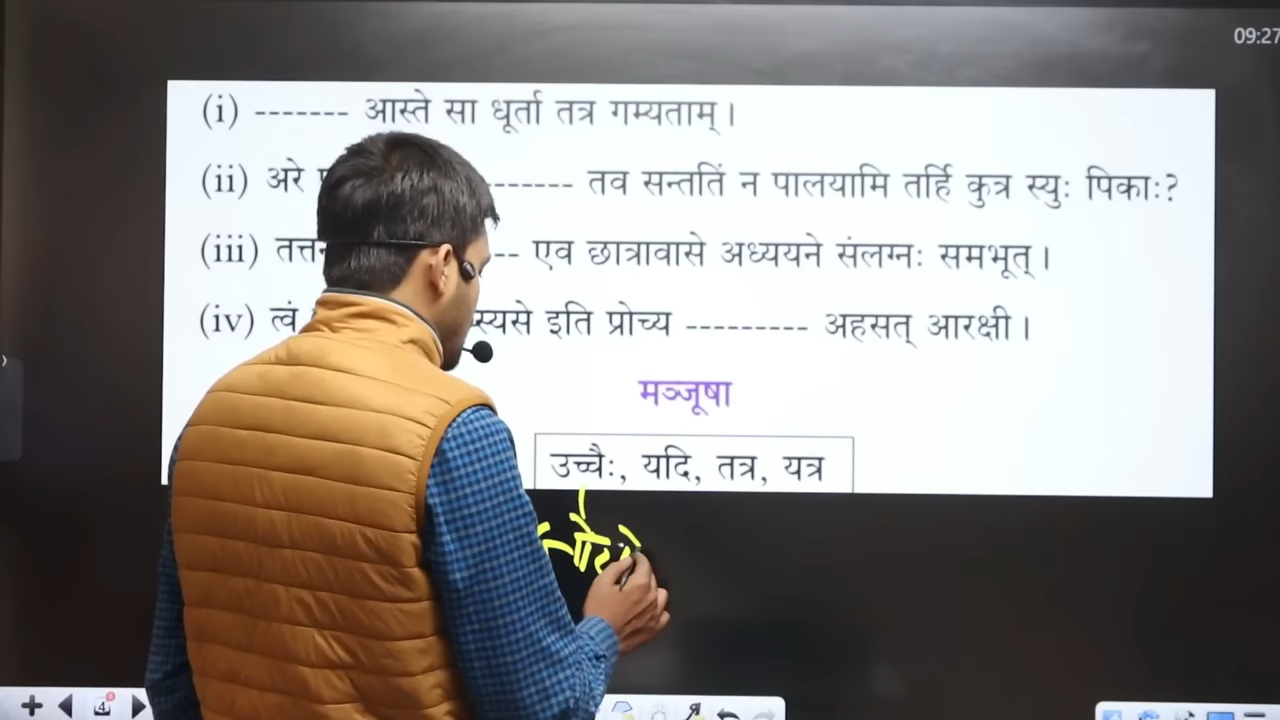 09:27
(i) ------- आस्ते सा धूर्ता तत्र गम्यताम्।
(ii) अरे ------- तव सन्ततिं न पालयामि तर्हि कुत्र स्युः पिकाः?
(iii) -- एव छात्रावासे अध्ययने संलग्नः समभूत्।
(iv) त्वं इति प्रोच्य --------- अहसत् आरक्षी।
मञ्जूषा
उच्चैः, यदि, तत्र, यत्र
4